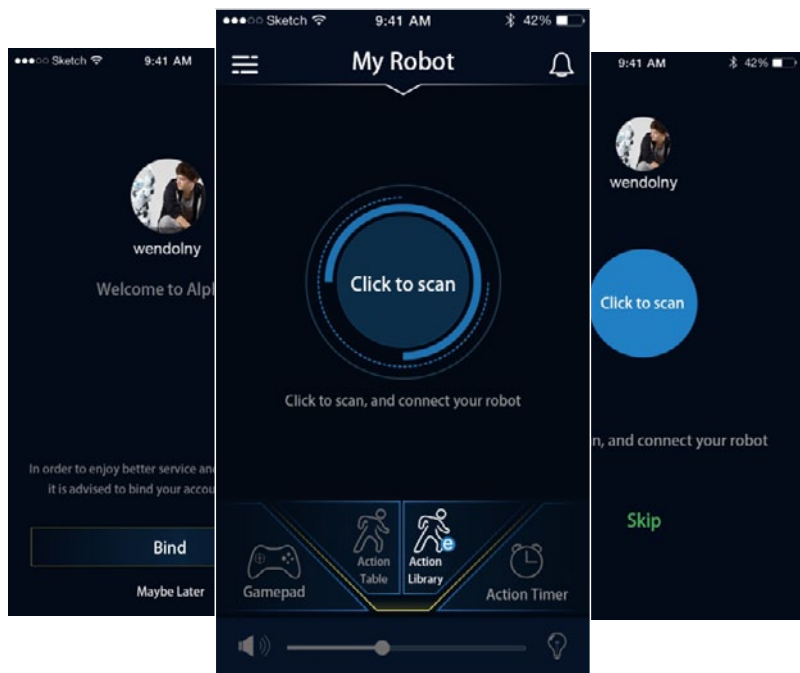 Sketch 9:41 AM
wendolny
Welcome to Alp
In order to enjoy better service an
it is advised to bind your accou
Bind
Maybe Later
Sketch 9:41 AM 42%
My Robot
Click to scan
Click to scan, and connect your robot
Gamepad
Action
Table
Action
Library
e
Action Timer
9:41 AM 42%
wendolny
Click to scan
n, and connect your robot
Skip